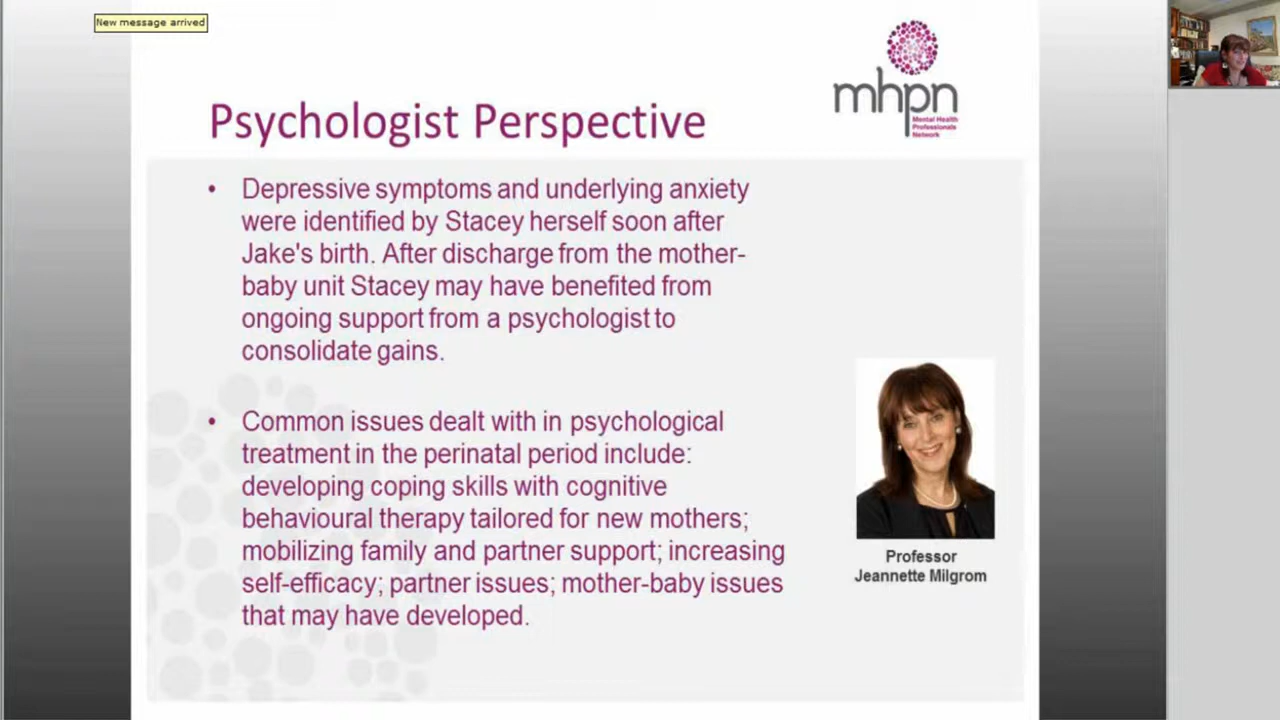 New message arrived
mhpn
Mental Health
Professionals
Network
Psychologist Perspective
• Depressive symptoms and underlying anxiety
were identified by Stacey herself soon after
Jake's birth. After discharge from the mother-
baby unit Stacey may have benefited from
ongoing support from a psychologist to
consolidate gains.
• Common issues dealt with in psychological
treatment in the perinatal period include:
developing coping skills with cognitive
behavioural therapy tailored for new mothers;
mobilizing family and partner support; increasing
self-efficacy; partner issues; mother-baby issues
that may have developed.
Professor
Jeannette Milgrom